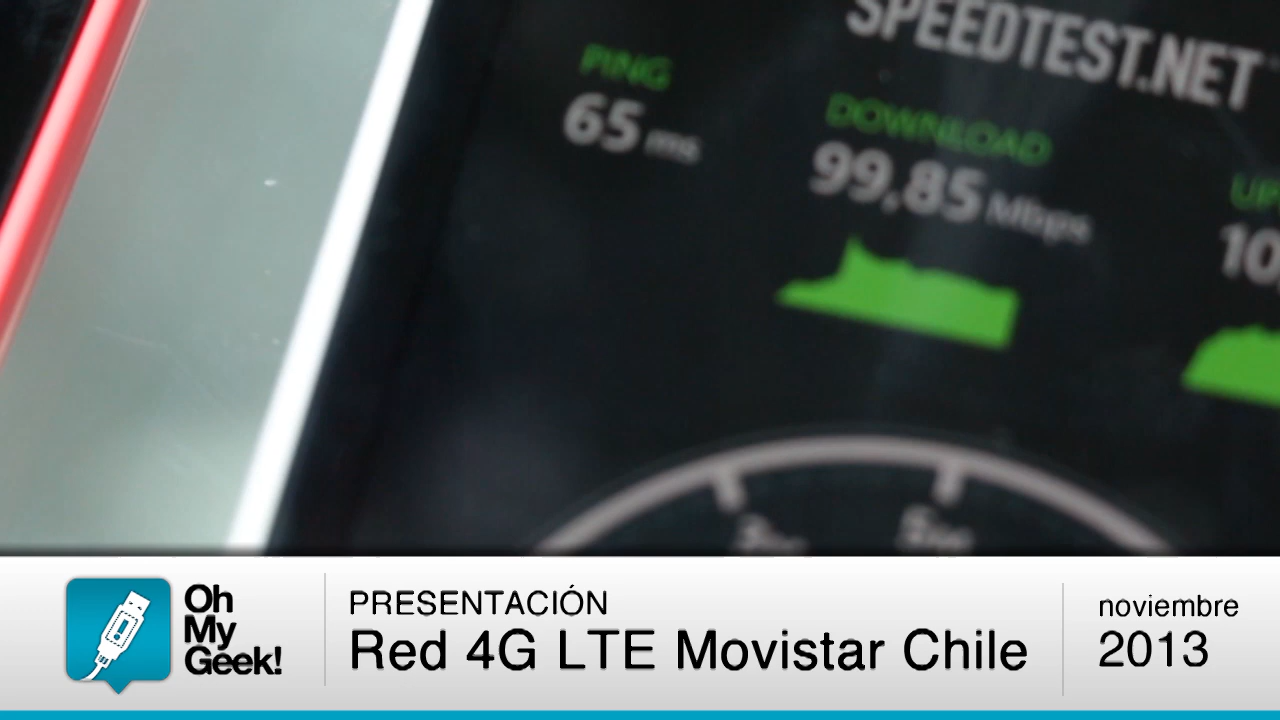 SPEEDTEST.NET
PING
DOWNLOAD
65 ms
99,85 Mbps
Oh
My
Geek!
PRESENTACIÓN
Red 4G LTE Movistar Chile
noviembre
2013